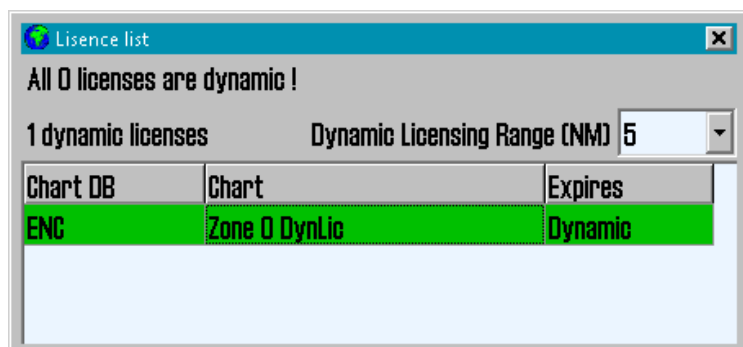 Lisence list
All 0 licenses are dynamic !
1 dynamic licenses Dynamic Licensing Range (NM) 5
Chart DB Chart Expires
ENC Zone 0 DynLic Dynamic